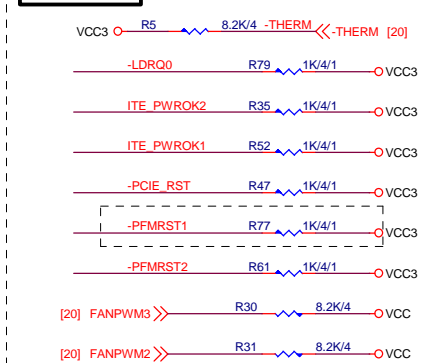 VCC3 R5 8.2K/4 -THERM -THERM [20]
-LDRQ0 R79 1K/4/1 VCC3
ITE_PWROK2 R35 1K/4/1 VCC3
ITE_PWROK1 R52 1K/4/1 VCC3
-PCIE_RST R47 1K/4/1 VCC3
-PFMRST1 R77 1K/4/1 VCC3
-PFMRST2 R61 1K/4/1 VCC3
[20] FANPWM3 R30 8.2K/4 VCC
[20] FANPWM2 R31 8.2K/4 VCC